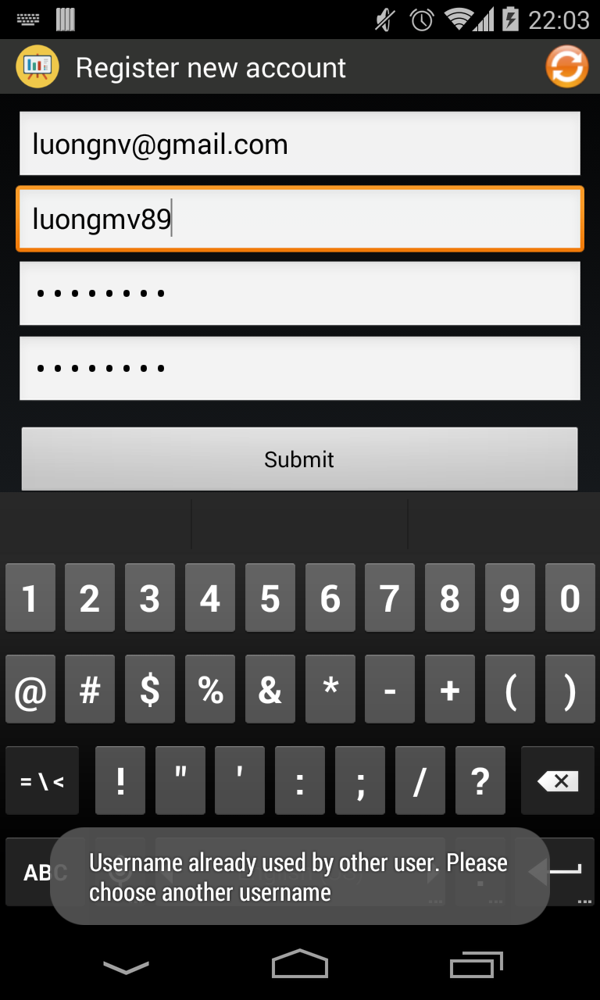 22:03
Register new account
luongnv@gmail.com
luongmv89
Submit
1 2 3 4 5 6 7 8 9 0
@ # $ % & * - + ( )
= \ < ! " ' : ; / ?
ABC
Username already used by other user. Please
choose another username